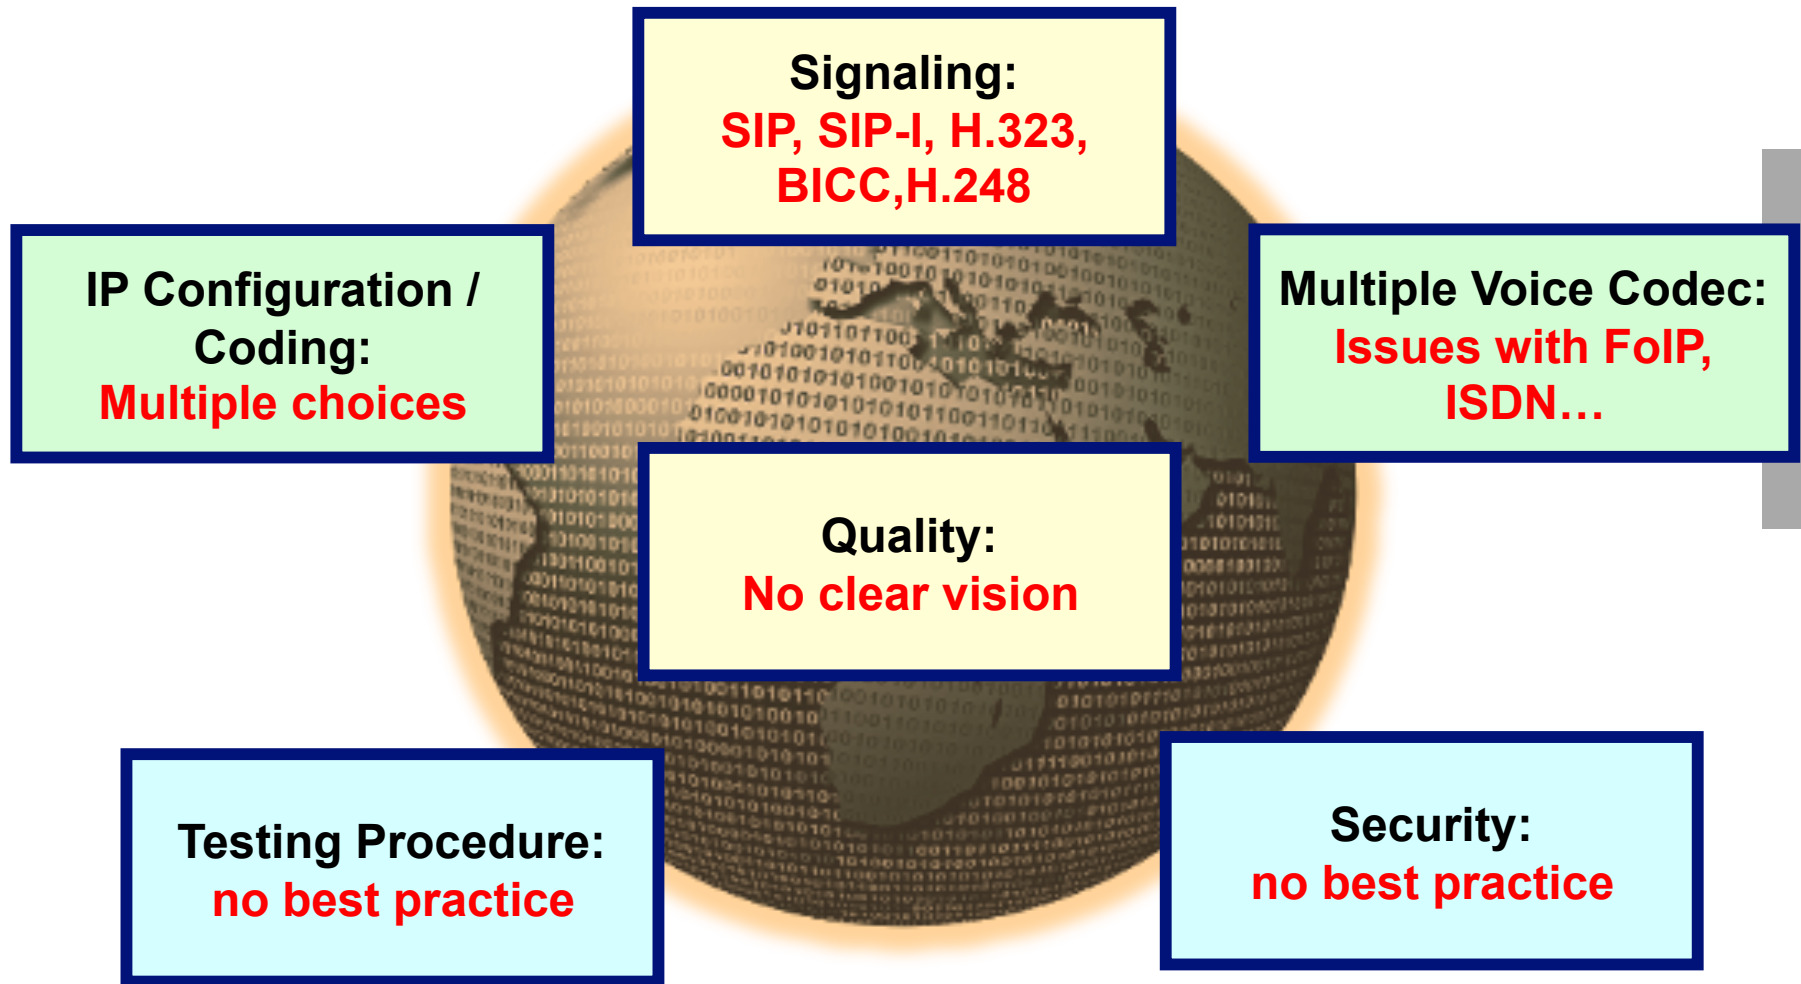 Signaling:
SIP, SIP-I, H.323,
BICC,H.248
IP Configuration /
Coding:
Multiple choices
Multiple Voice Codec:
Issues with FoIP,
ISDN…
Quality:
No clear vision
Testing Procedure:
no best practice
Security:
no best practice